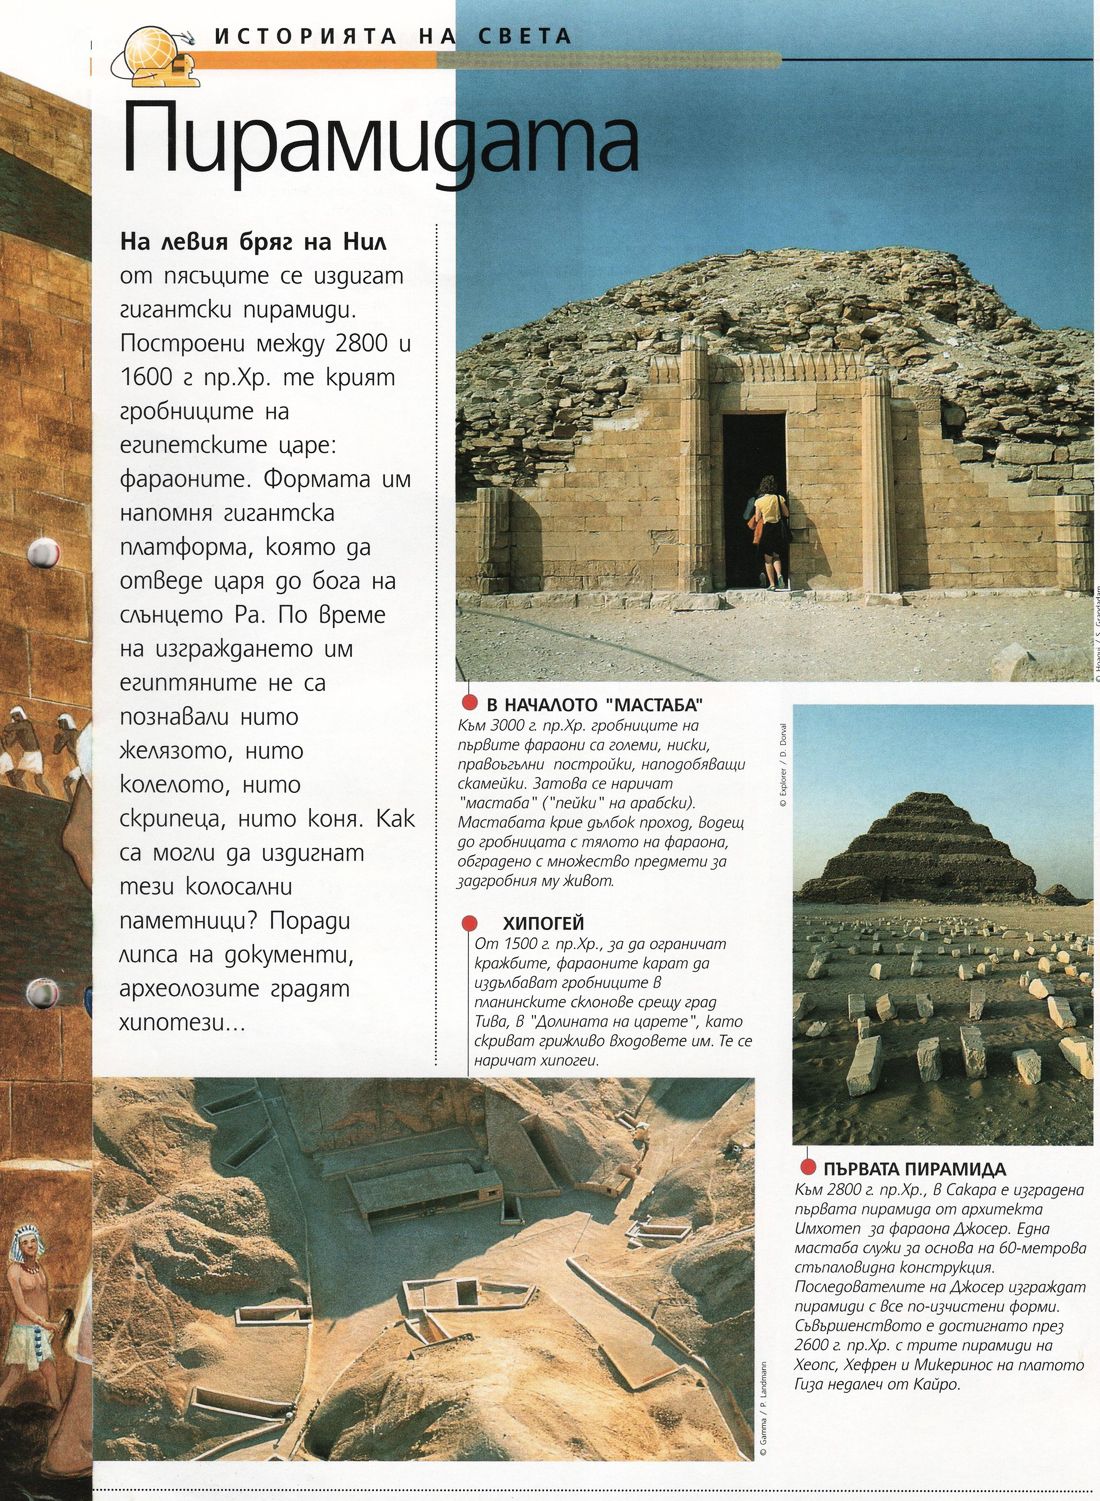 ИСТОРИЯТА НА СВЕТА
Пирамидата
На левия бряг на Нил
от пясъците се издигат
гигантски пирамиди.
Построени между 2800 и
1600 г пр.Хр. те крият
гробниците на
египетските царе:
фараоните. Формата им
напомня гигантска
платформа, която да
отведе царя до бога на
слънцето Ра. По време
на изграждането им
египтяните не са
познавали нито
желязото, нито
колелото, нито
скрипеца, нито коня. Как
са могли да издигнат
тези колосални
паметници? Поради
липса на документи,
археолозите градят
хипотези...
В НАЧАЛОТО "МАСТАБА"
Към 3000 г. пр.Хр. гробниците на
първите фараони са големи, ниски,
правоъгълни постройки, наподобяващи
скамейки. Затова се наричат
"мастаба" ("пейки" на арабски).
Мастабата крие дълбок проход, водещ
до гробницата с тялото на фараона,
обградено с множество предмети за
задгробния му живот.
ХИПОГЕЙ
От 1500 г. пр.Хр., за да ограничат
кражбите, фараоните карат да
издълбават гробниците в
планинските склонове срещу град
Тива, в "Долината на царете", като
скриват грижливо входовете им. Те се
наричат хипогеи.
© Explorer / D. Dorval
ПЪРВАТА ПИРАМИДА
Към 2800 г. пр.Хр., в Сакара е изградена
първата пирамида от архитекта
Имхотеп за фараона Джосер. Една
мастаба служи за основа на 60-метрова
стъпаловидна конструкция.
Последователите на Джосер изграждат
пирамиди с все по-изчистени форми.
Съвършенството е достигнато през
2600 г. пр.Хр. с трите пирамиди на
Хеопс, Хефрен и Микеринос на платото
Гиза недалеч от Кайро.
© Gamma / P. Landmann